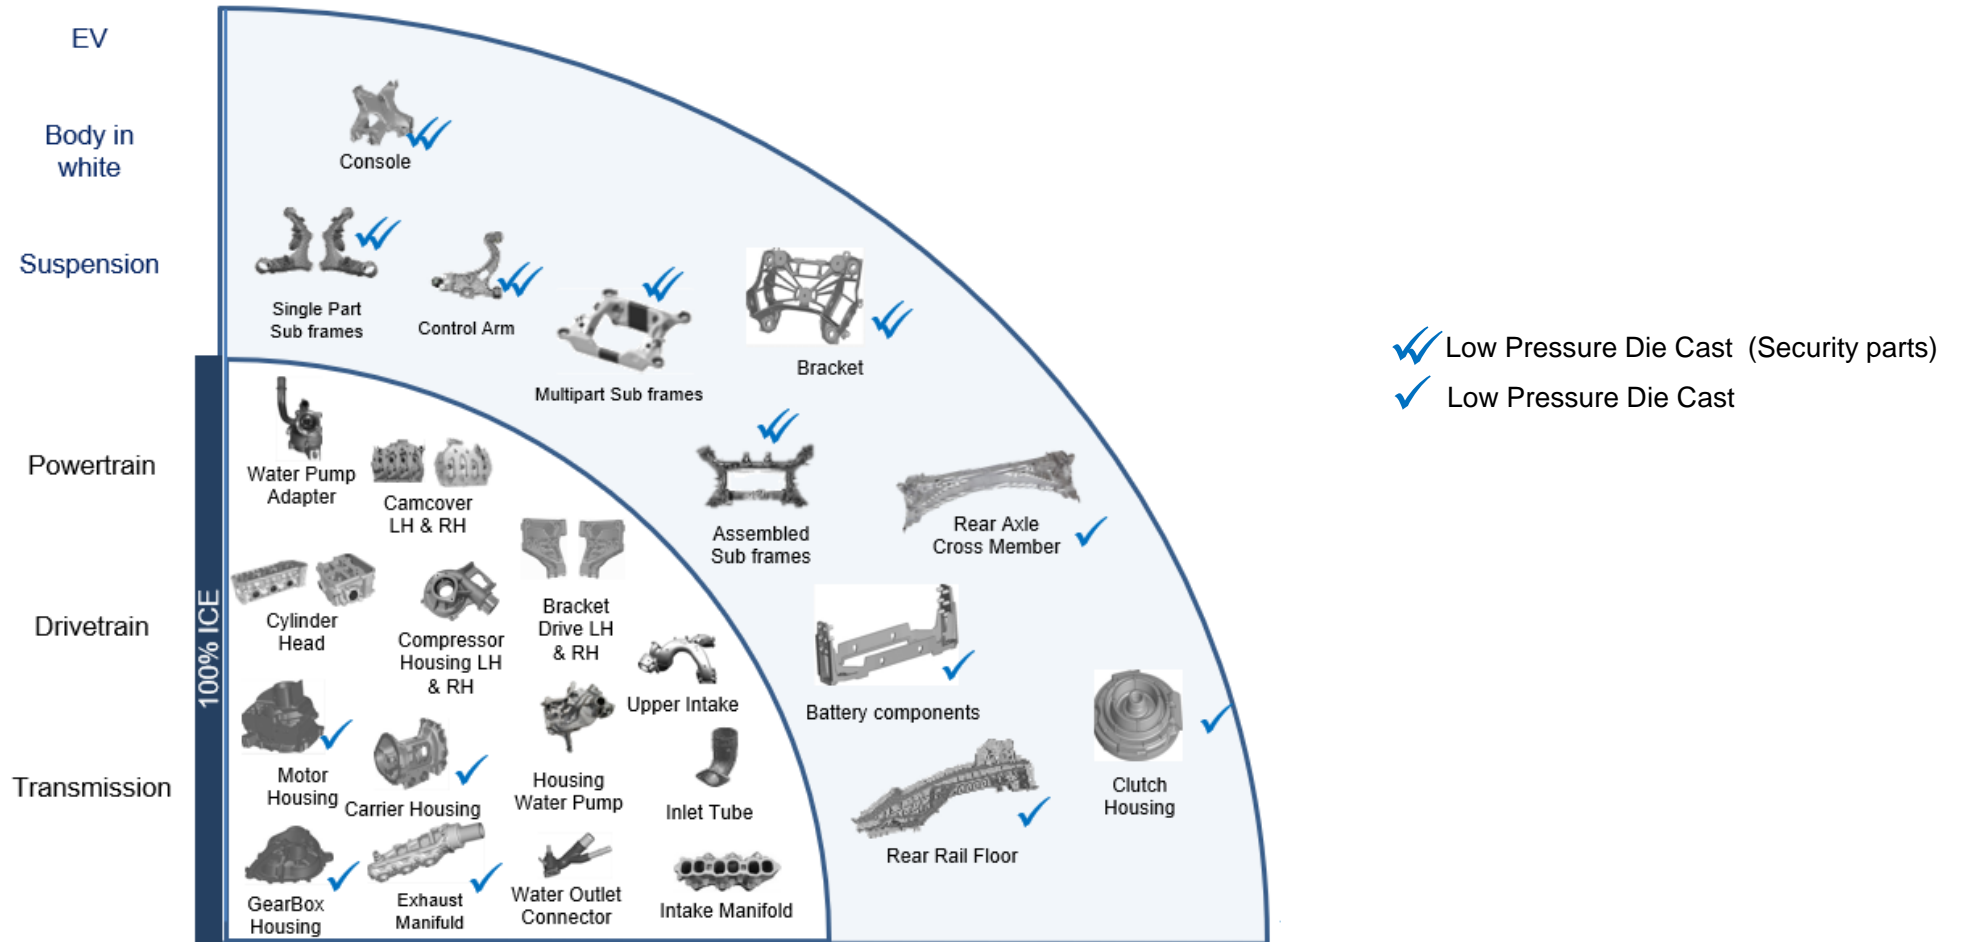 EV
Body in
white
Suspension
Powertrain
Drivetrain
Transmission
100% ICE
Console
Single Part
Sub frames
Control Arm
Multipart Sub frames
Bracket
Assembled
Sub frames
Rear Axle
Cross Member
Battery components
Clutch
Housing
Rear Rail Floor
Water Pump
Adapter
Camcover
LH & RH
Cylinder
Head
Compressor
Housing LH
& RH
Bracket
Drive LH
& RH
Upper Intake
Motor
Housing
Carrier Housing
Housing
Water Pump
Inlet Tube
GearBox
Housing
Exhaust
Manifuld
Water Outlet
Connector
Intake Manifold
Low Pressure Die Cast (Security parts)
Low Pressure Die Cast